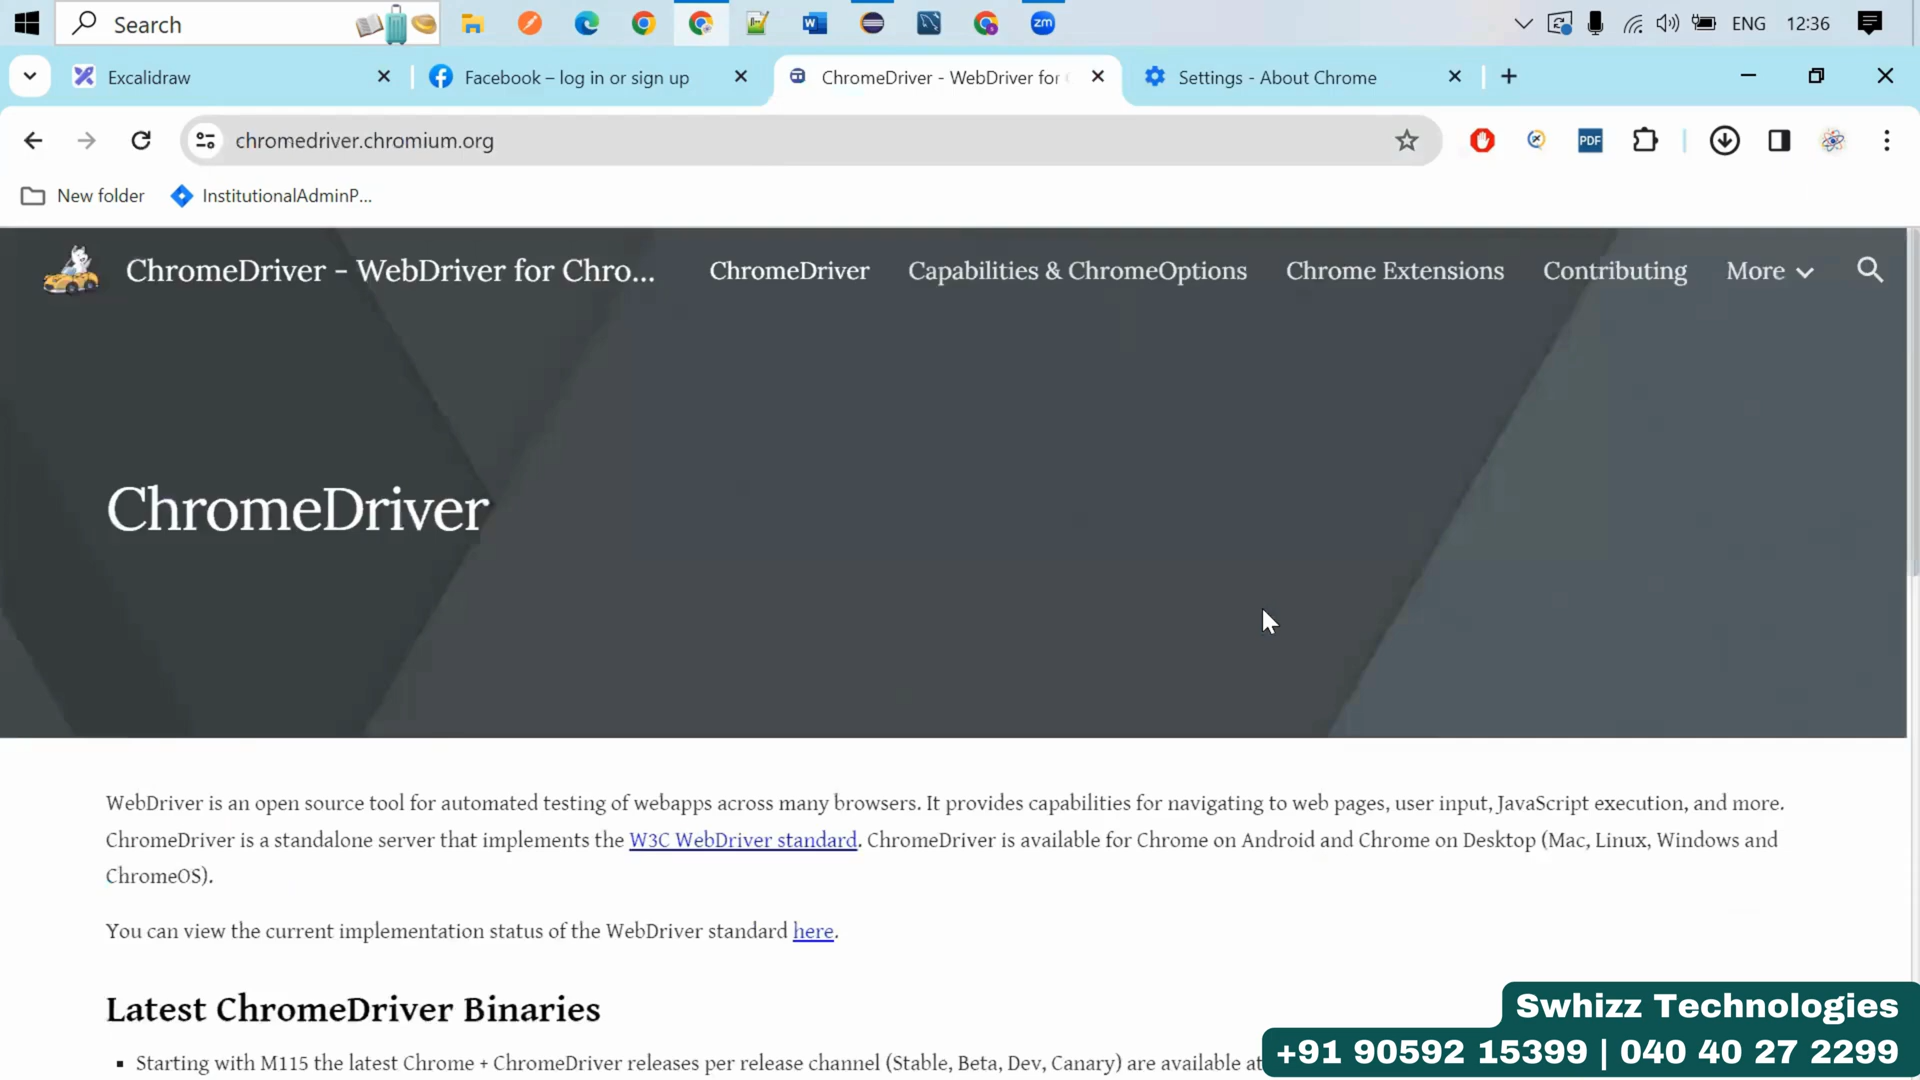 Search
zm
ENG
12:36
Excalidraw
Facebook – log in or sign up
ChromeDriver - WebDriver for
Settings - About Chrome
chromedriver.chromium.org
PDF
New folder
InstitutionalAdminP...
ChromeDriver - WebDriver for Chro...
ChromeDriver
Capabilities & ChromeOptions
Chrome Extensions
Contributing
More
ChromeDriver
WebDriver is an open source tool for automated testing of webapps across many browsers. It provides capabilities for navigating to web pages, user input, JavaScript execution, and more.
ChromeDriver is a standalone server that implements the W3C WebDriver standard. ChromeDriver is available for Chrome on Android and Chrome on Desktop (Mac, Linux, Windows and
ChromeOS).
You can view the current implementation status of the WebDriver standard here.
Latest ChromeDriver Binaries
Starting with M115 the latest Chrome + ChromeDriver releases per release channel (Stable, Beta, Dev, Canary) are available at
Swhizz Technologies
+91 90592 15399 | 040 40 27 2299